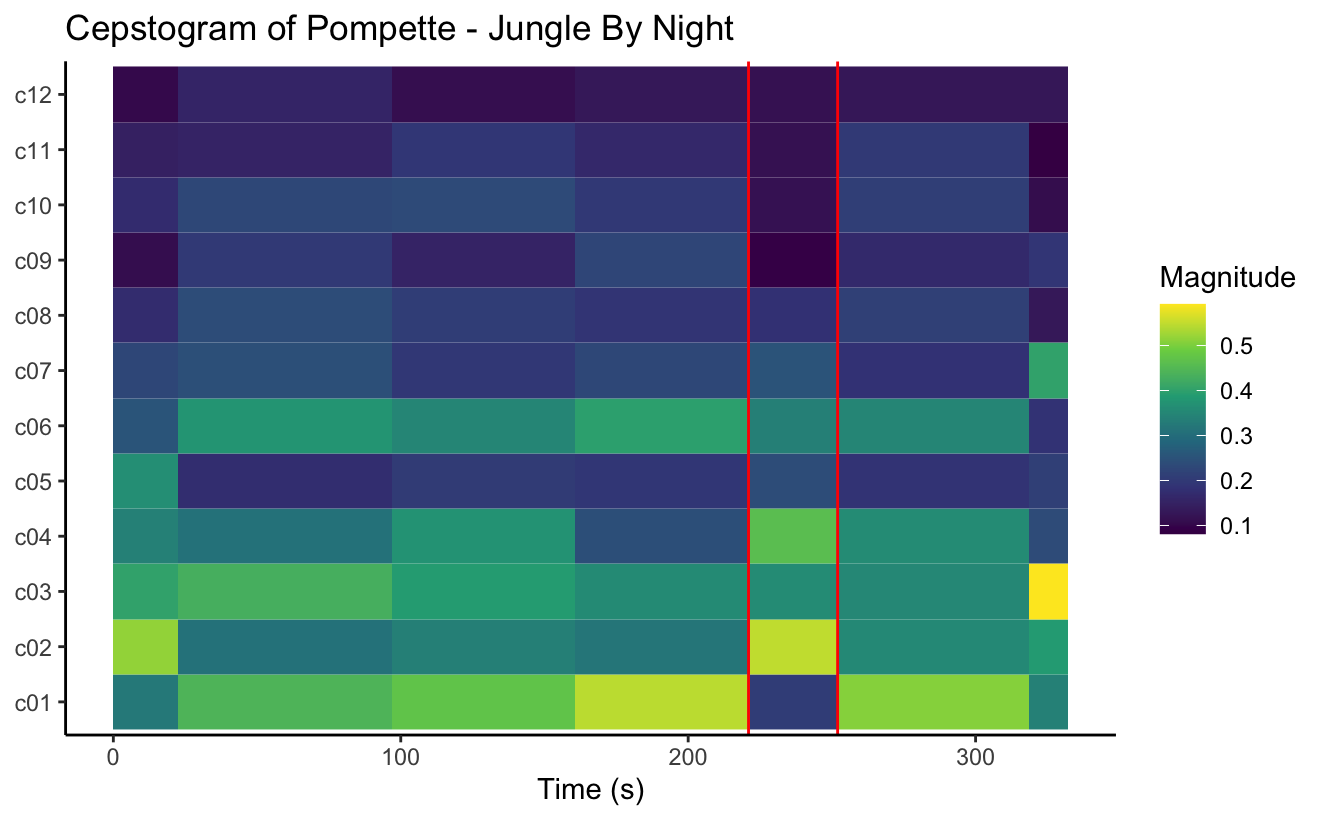 Cepstogram of Pompette - Jungle By Night
c12
c11
c10
c09
c08
c07
c06
c05
c04
c03
c02
c01
0 100 200 300
Time (s)
Magnitude
0.5
0.4
0.3
0.2
0.1